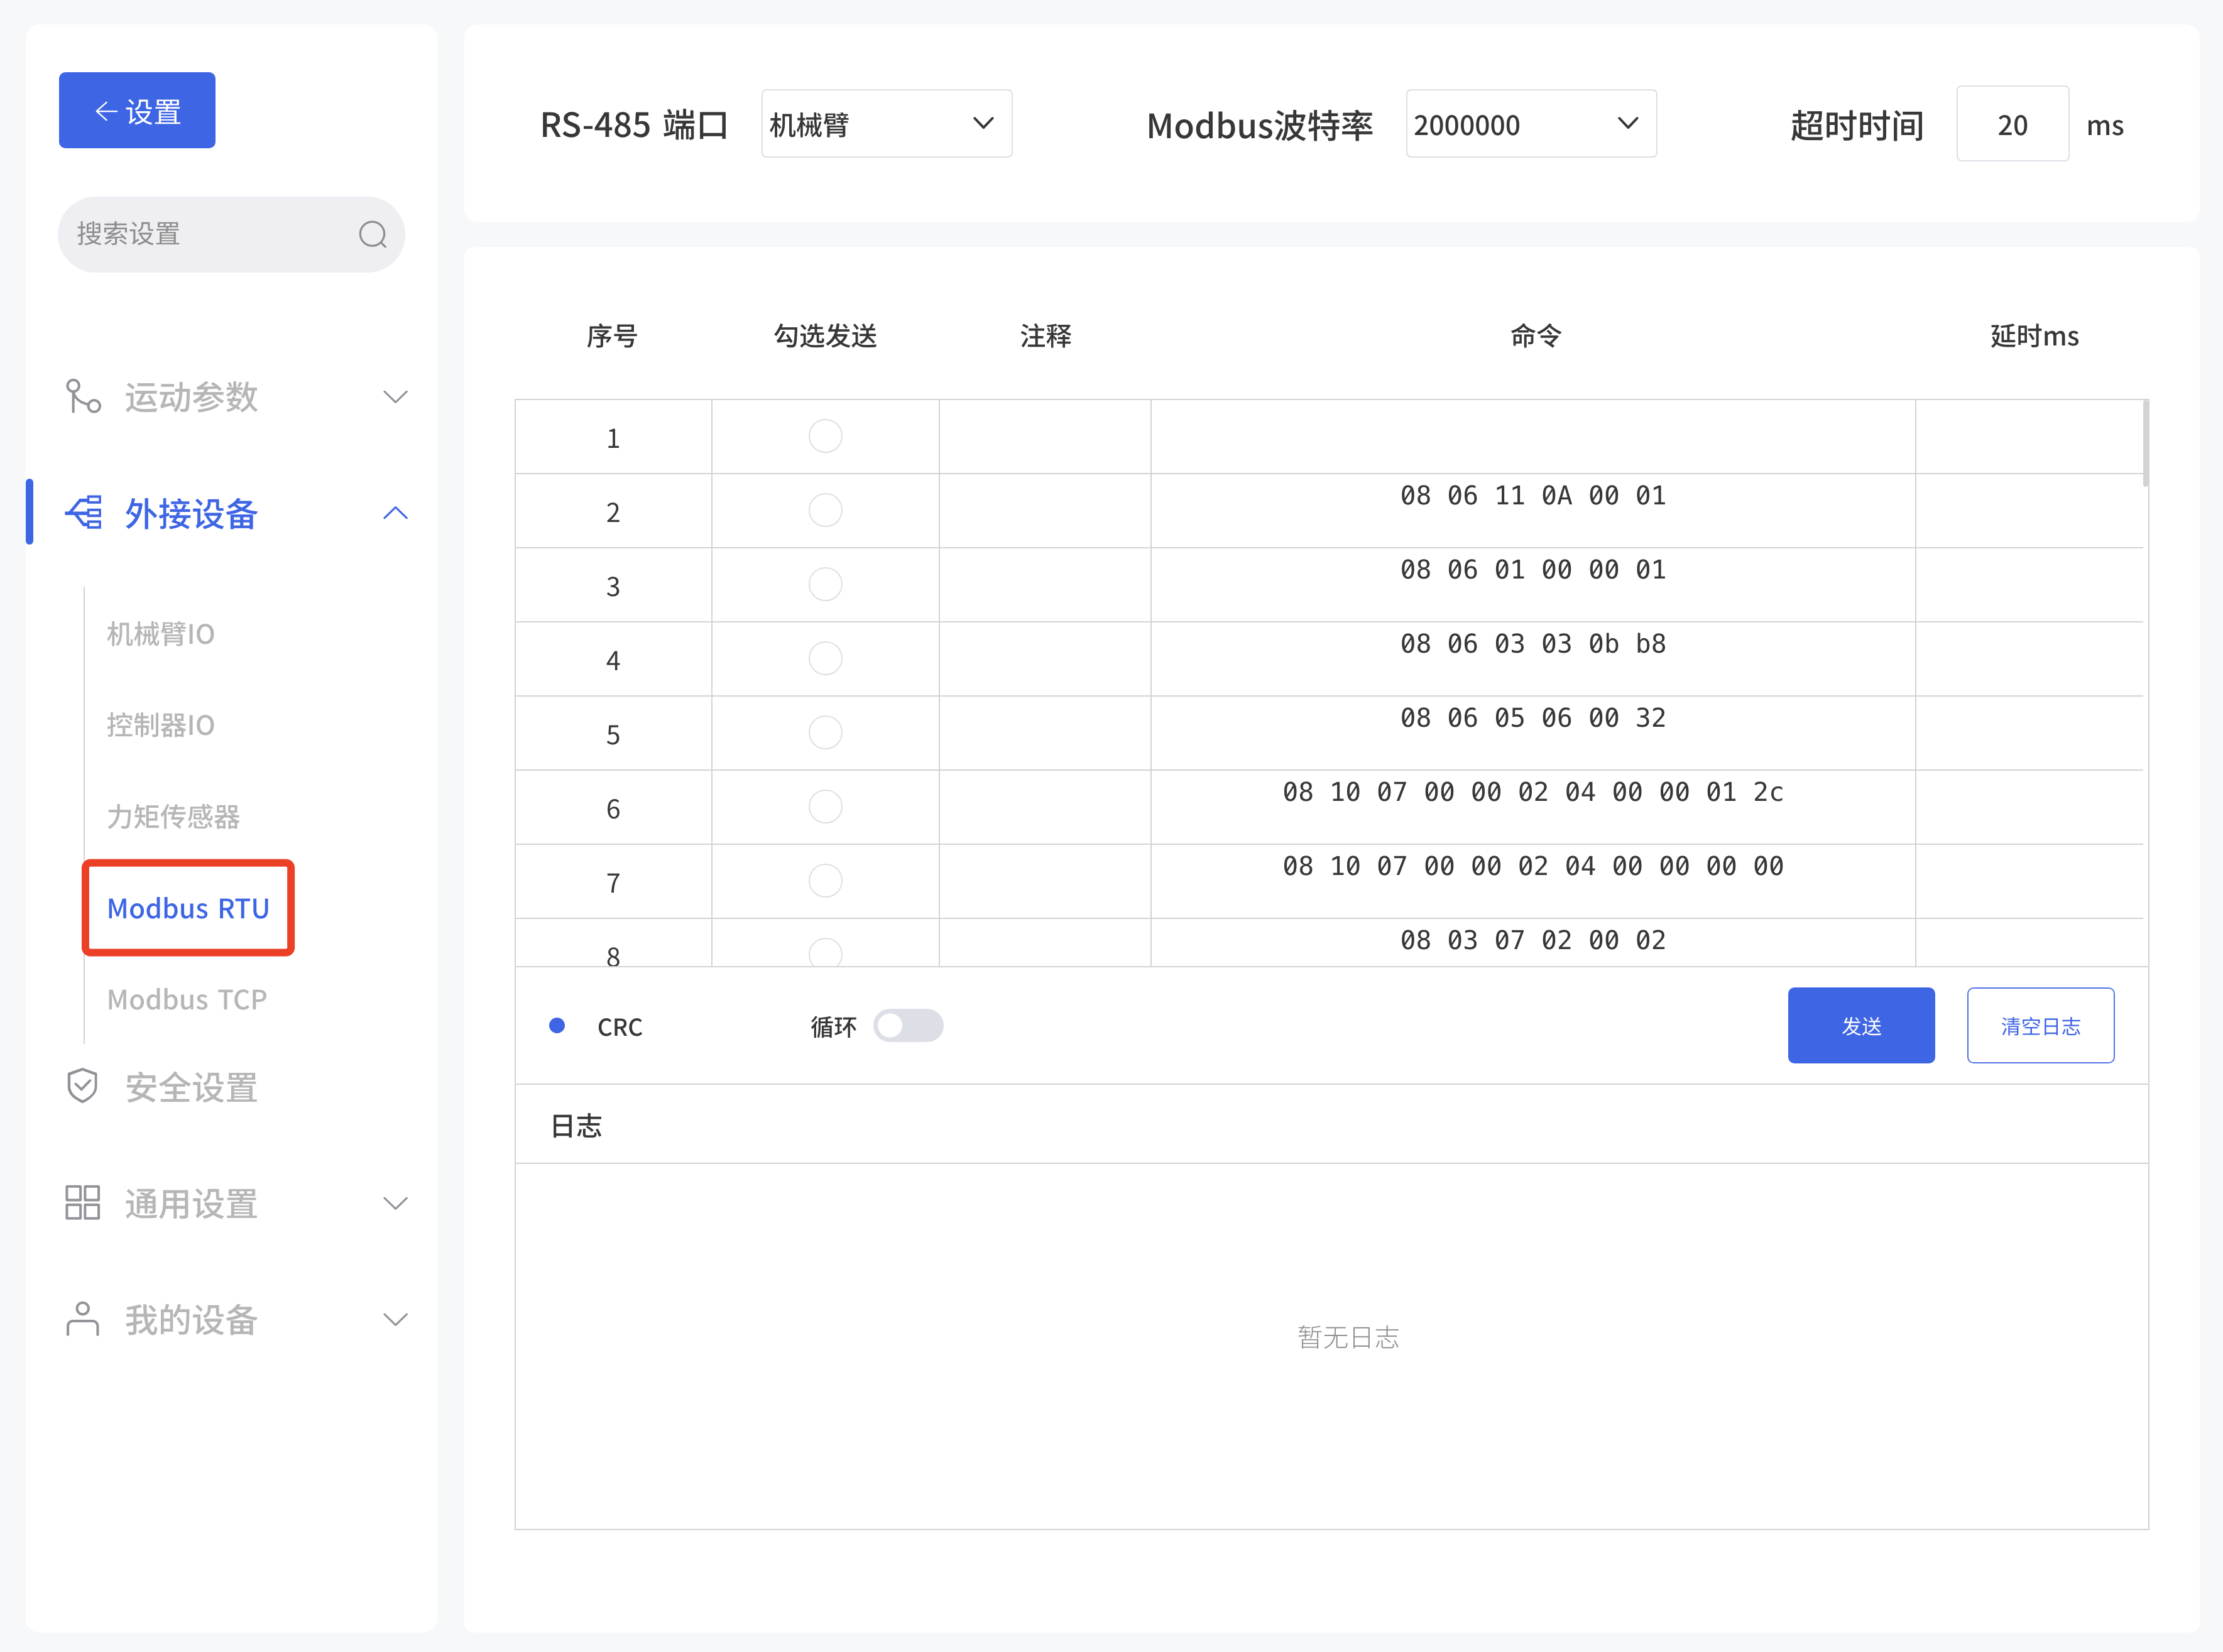 设置
搜索设置
运动参数
外接设备
机械臂IO
控制器IO
力矩传感器
Modbus RTU
Modbus TCP
安全设置
通用设置
我的设备
RS-485 端口 机械臂 Modbus波特率 2000000 超时时间 20 ms
序号 勾选发送 注释 命令 延时ms
1
2 08 06 11 0A 00 01
3 08 06 01 00 00 01
4 08 06 03 03 0b b8
5 08 06 05 06 00 32
6 08 10 07 00 00 02 04 00 00 01 2c
7 08 10 07 00 00 02 04 00 00 00 00
8 08 03 07 02 00 02
CRC 循环 发送 清空日志
日志
暂无日志